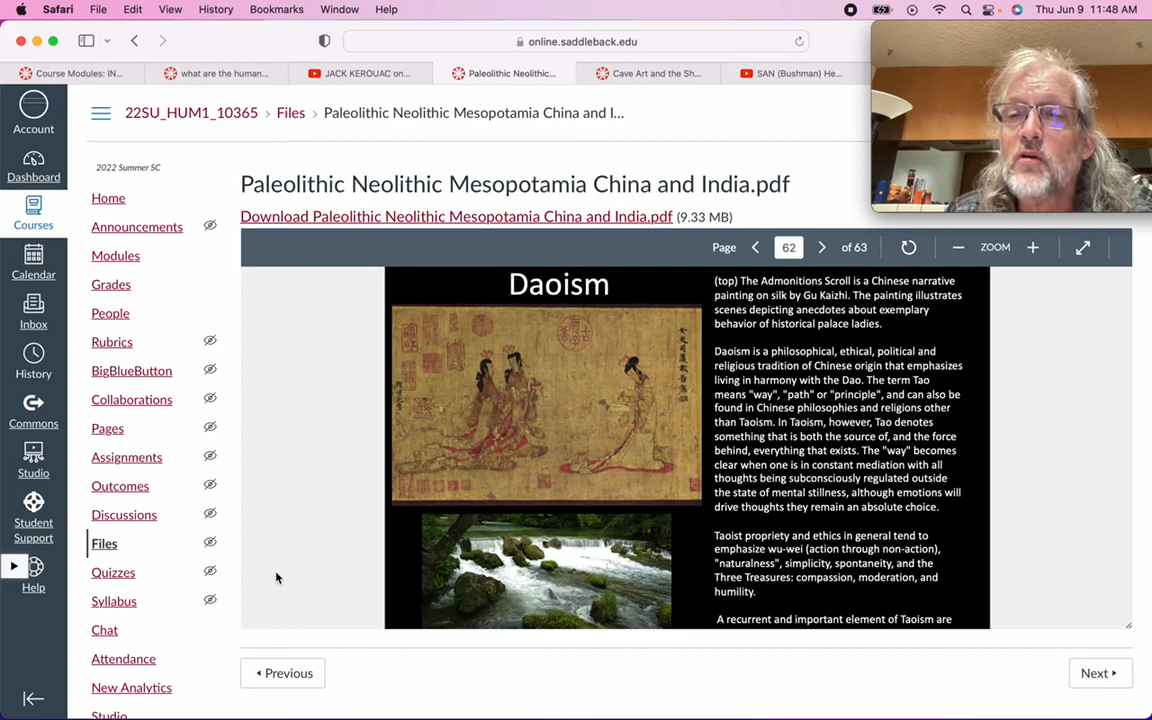 Safari File Edit View History Bookmarks Window Help
Thu Jun 9 11:48 AM
online.saddleback.edu
Course Modules: IN...
what are the human...
JACK KEROUAC on...
Paleolithic Neolithic...
Cave Art and the Sh...
SAN (Bushman) He...
Account
Dashboard
Courses
Calendar
Inbox
History
Commons
Studio
Student
Support
Help
22SU_HUM1_10365 › Files › Paleolithic Neolithic Mesopotamia China and I...
2022 Summer SC
Home
Announcements
Modules
Grades
People
Rubrics
BigBlueButton
Collaborations
Pages
Assignments
Outcomes
Discussions
Files
Quizzes
Syllabus
Chat
Attendance
New Analytics
Studio
Paleolithic Neolithic Mesopotamia China and India.pdf
Download Paleolithic Neolithic Mesopotamia China and India.pdf (9.33 MB)
Page 62 of 63 ZOOM
Daoism
(top) The Admonitions Scroll is a Chinese narrative
painting on silk by Gu Kaizhi. The painting illustrates
scenes depicting anecdotes about exemplary
behavior of historical palace ladies.
Daoism is a philosophical, ethical, political and
religious tradition of Chinese origin that emphasizes
living in harmony with the Dao. The term Tao
means "way", "path" or "principle", and can also be
found in Chinese philosophies and religions other
than Taoism. In Taoism, however, Tao denotes
something that is both the source of, and the force
behind, everything that exists. The "way" becomes
clear when one is in constant mediation with all
thoughts being subconsciously regulated outside
the state of mental stillness, although emotions will
drive thoughts they remain an absolute choice.
Taoist propriety and ethics in general tend to
emphasize wu-wei (action through non-action),
"naturalness", simplicity, spontaneity, and the
Three Treasures: compassion, moderation, and
humility.
A recurrent and important element of Taoism are
Previous
Next